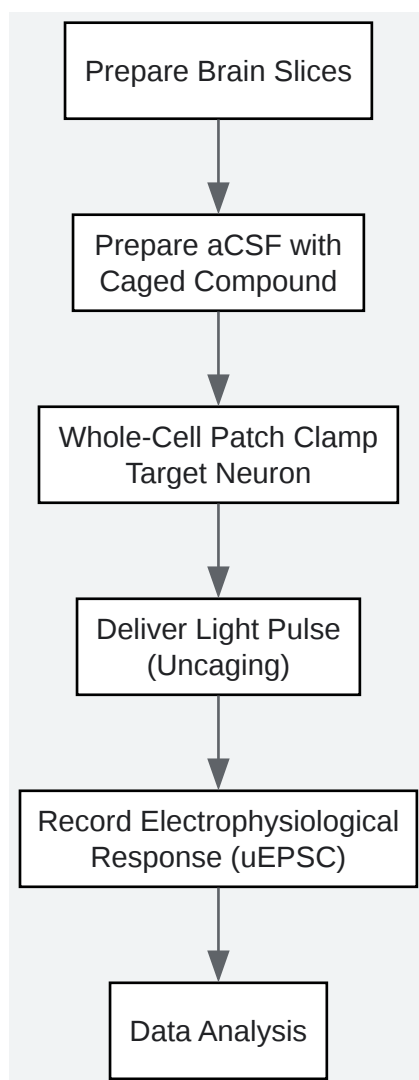 Prepare Brain Slices
Prepare aCSF with
Caged Compound
Whole-Cell Patch Clamp
Target Neuron
Deliver Light Pulse
(Uncaging)
Record Electrophysiological
Response (uEPSC)
Data Analysis